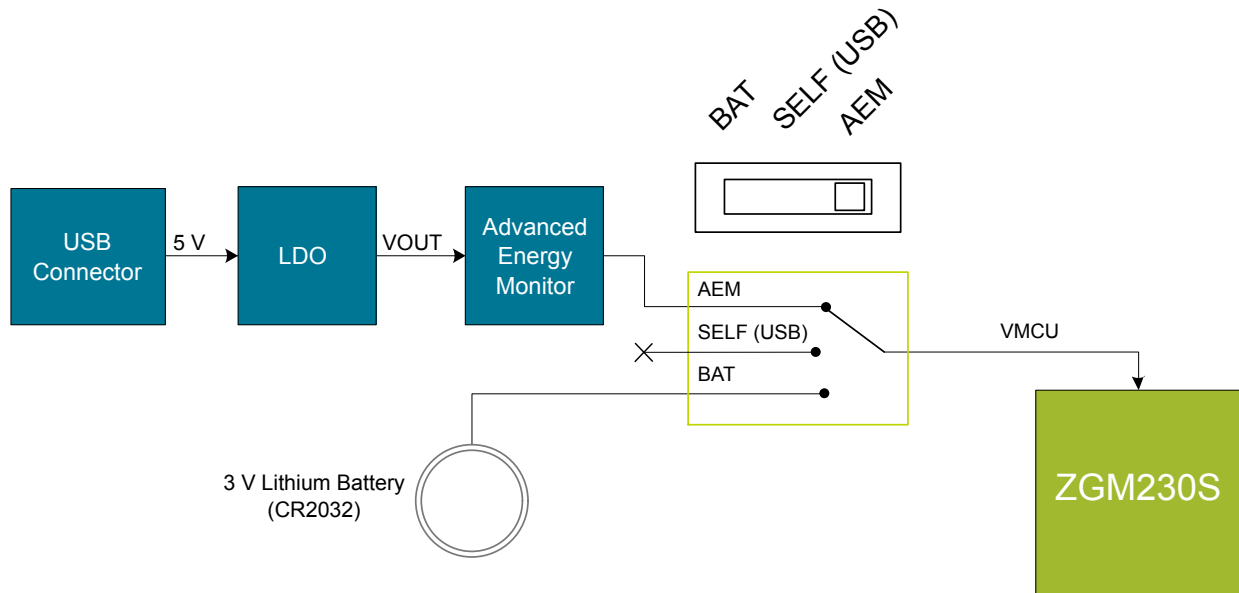 BAT
SELF (USB)
AEM
USB
Connector
5 V
LDO
VOUT
Advanced
Energy
Monitor
AEM
SELF (USB)
BAT
VMCU
3 V Lithium Battery
(CR2032)
ZGM230S